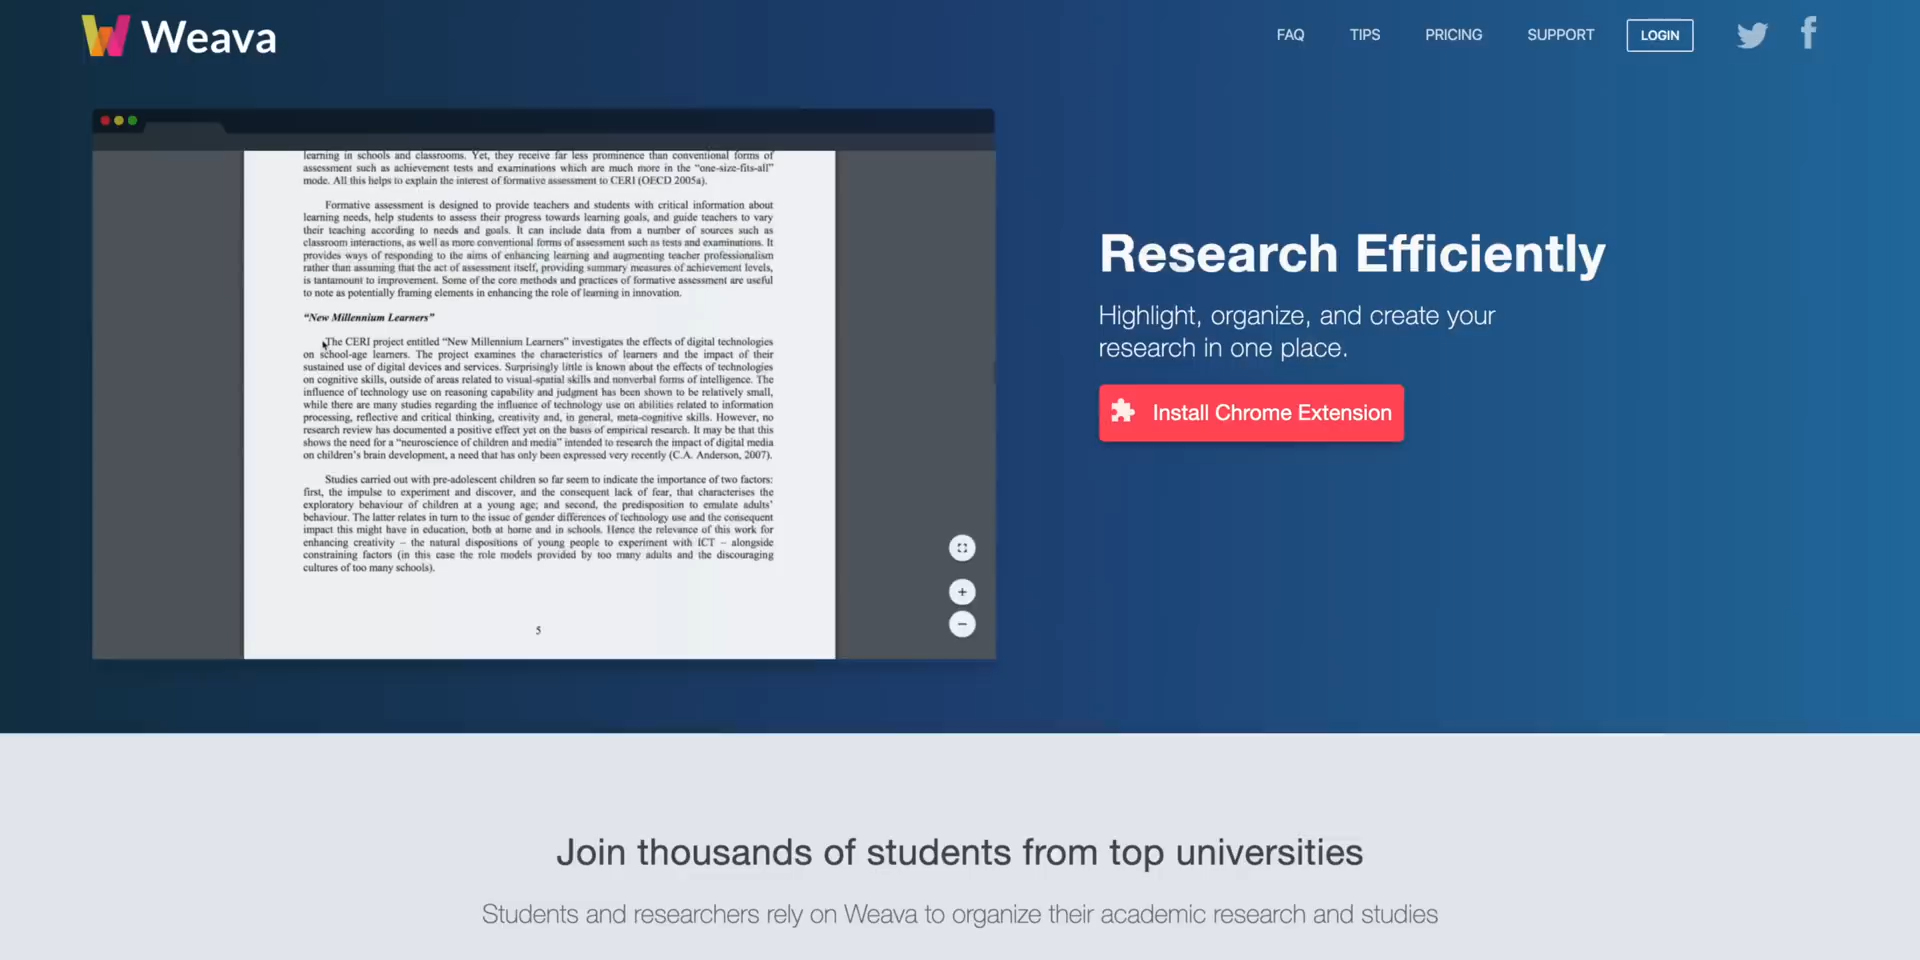 Weava
FAQ
TIPS
PRICING
SUPPORT
LOGIN
learning in schools and classrooms. Yet, they receive far less prominence than conventional forms of
assessment such as achievement tests and examinations which are much more in the “one-size-fits-all”
mode. All this helps to explain the interest of formative assessment to CERI (OECD 2005a).
Formative assessment is designed to provide teachers and students with critical information about
learning needs, help students to assess their progress towards learning goals, and guide teachers to vary
their teaching according to needs and goals. It can include data from a number of sources such as
classroom interactions, as well as more conventional forms of assessment such as tests and examinations. It
provides ways of responding to the aims of enhancing learning and augmenting teacher professionalism
rather than assuming that the act of assessment itself, providing summary measures of achievement levels,
is tantamount to improvement. Some of the core methods and practices of formative assessment are useful
to note as potentially framing elements in enhancing the role of learning in innovation.
“New Millennium Learners”
The CERI project entitled “New Millennium Learners” investigates the effects of digital technologies
on school-age learners. The project examines the characteristics of learners and the impact of their
sustained use of digital devices and services. Surprisingly little is known about the effects of technologies
on cognitive skills, outside of areas related to visual-spatial skills and nonverbal forms of intelligence. The
influence of technology use on reasoning capability and judgment has been shown to be relatively small,
while there are many studies regarding the influence of technology use on abilities related to information
processing, reflective and critical thinking, creativity and, in general, meta-cognitive skills. However, no
research review has documented a positive effect yet on the basis of empirical research. It may be that this
shows the need for a “neuroscience of children and media” intended to research the impact of digital media
on children’s brain development, a need that has only been expressed very recently (C.A. Anderson, 2007).
Studies carried out with pre-adolescent children so far seem to indicate the importance of two factors:
first, the impulse to experiment and discover, and the consequent lack of fear, that characterises the
exploratory behaviour of children at a young age; and second, the predisposition to emulate adults’
behaviour. The latter relates in turn to the issue of gender differences of technology use and the consequent
impact this might have in education, both at home and in schools. Hence the relevance of this work for
enhancing creativity – the natural dispositions of young people to experiment with ICT – alongside
constraining factors (in this case the role models provided by too many adults and the discouraging
cultures of too many schools).
5
Research Efficiently
Highlight, organize, and create your
research in one place.
Install Chrome Extension
Join thousands of students from top universities
Students and researchers rely on Weava to organize their academic research and studies